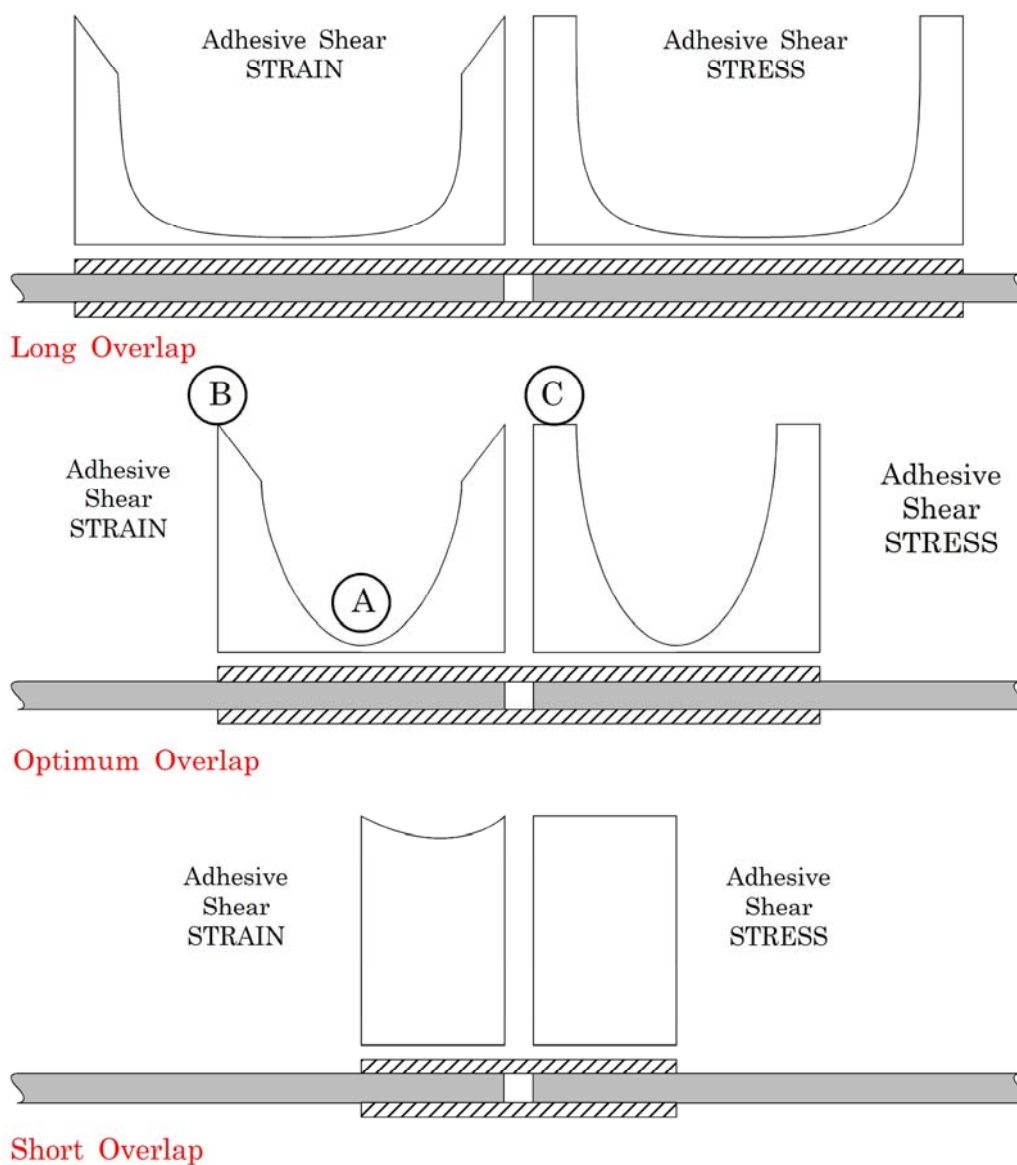 Adhesive Shear
STRAIN
Adhesive Shear
STRESS
Long Overlap
B
C
Adhesive
Shear
STRAIN
Adhesive
Shear
STRESS
A
Optimum Overlap
Adhesive
Shear
STRAIN
Adhesive
Shear
STRESS
Short Overlap